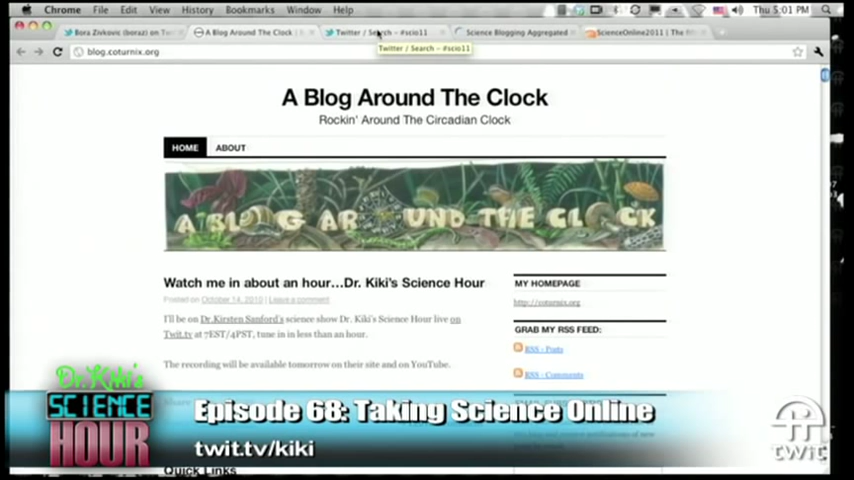 Chrome File Edit View History Bookmarks Window Help
Thu 5:01 PM
Bora Zivkovic (boraz) on Tw
A Blog Around The Clock
Twitter / Search - #scio11
Science Blogging Aggregated
ScienceOnline2011 | The
Twitter / Search - #scio11
blog.coturnix.org
A Blog Around The Clock
Rockin' Around The Circadian Clock
HOME ABOUT
A BLOG AROUND THE CLOCK
Watch me in about an hour...Dr. Kiki's Science Hour
Posted on October 14, 2010 | Leave a comment
I'll be on Dr.Kirsten Sanford's science show Dr. Kiki's Science Hour live on
Twit.tv at 7EST/4PST, tune in in less than an hour.
The recording will be available tomorrow on their site and on YouTube.
MY HOMEPAGE
http://coturnix.org
GRAB MY RSS FEED:
RSS - Posts
RSS - Comments
Dr. Kiki's
SCIENCE
HOUR
Episode 68: Taking Science Online
twit.tv/kiki
Quick Links
twit